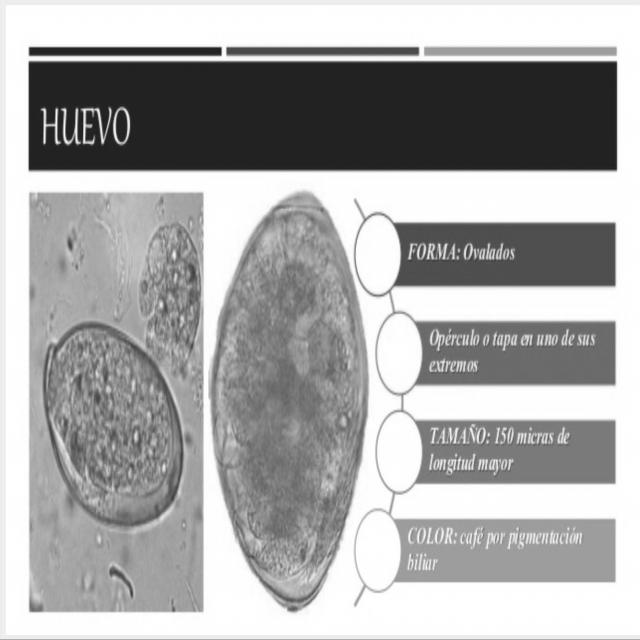 HUEVO
FORMA: Ovalados
Opérculo o tapa en uno de sus
extremos
TAMAÑO: 150 micras de
longitud mayor
COLOR: café por pigmentación
biliar